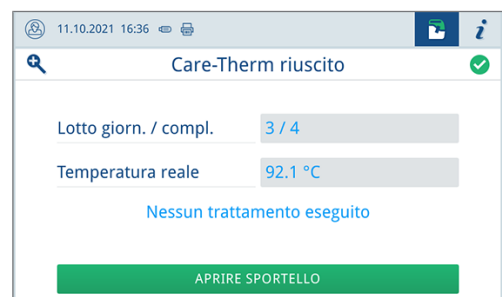 11.10.2021 16:36
i
Care-Therm riuscito
Lotto giorn. / compl. 3 / 4
Temperatura reale 92.1 °C
Nessun trattamento eseguito
APRIRE SPORTELLO